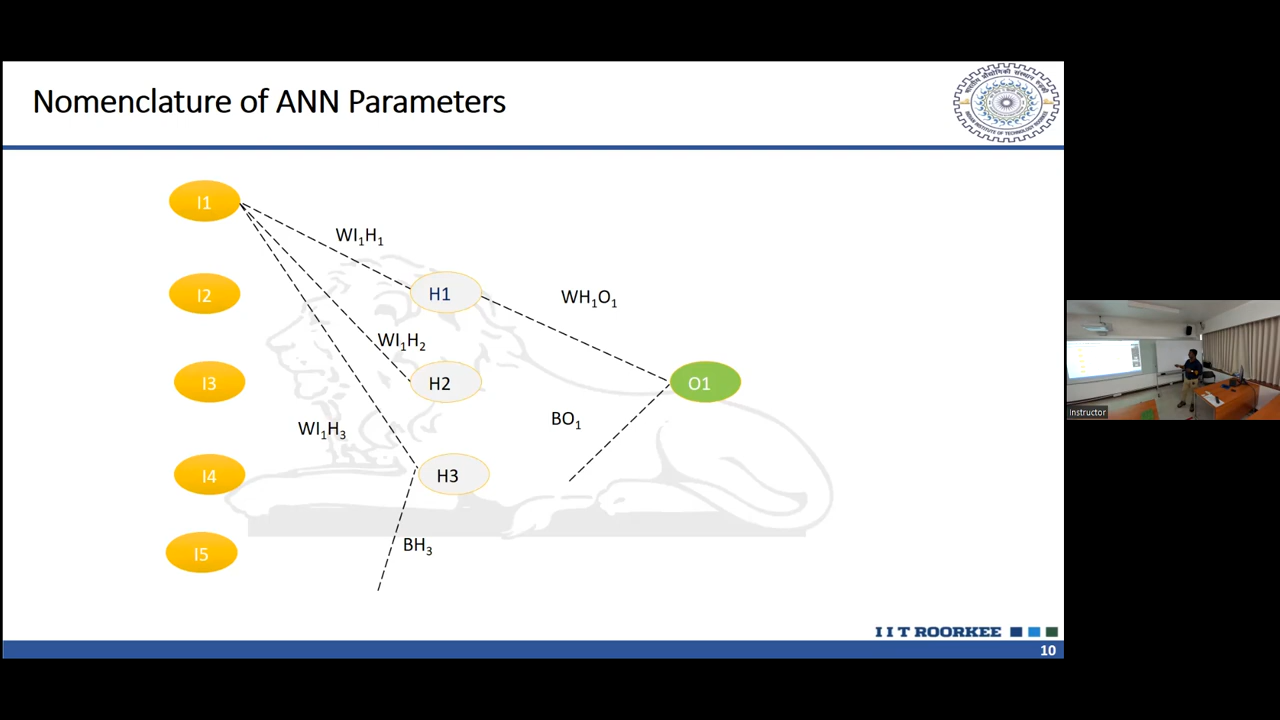 Nomenclature of ANN Parameters
I1
WI₁H₁
I2
H1
WH₁O₁
WI₁H₂
I3
H2
O1
BO₁
WI₁H₃
I4
H3
BH₃
I5
I I T ROORKEE
10
Instructor